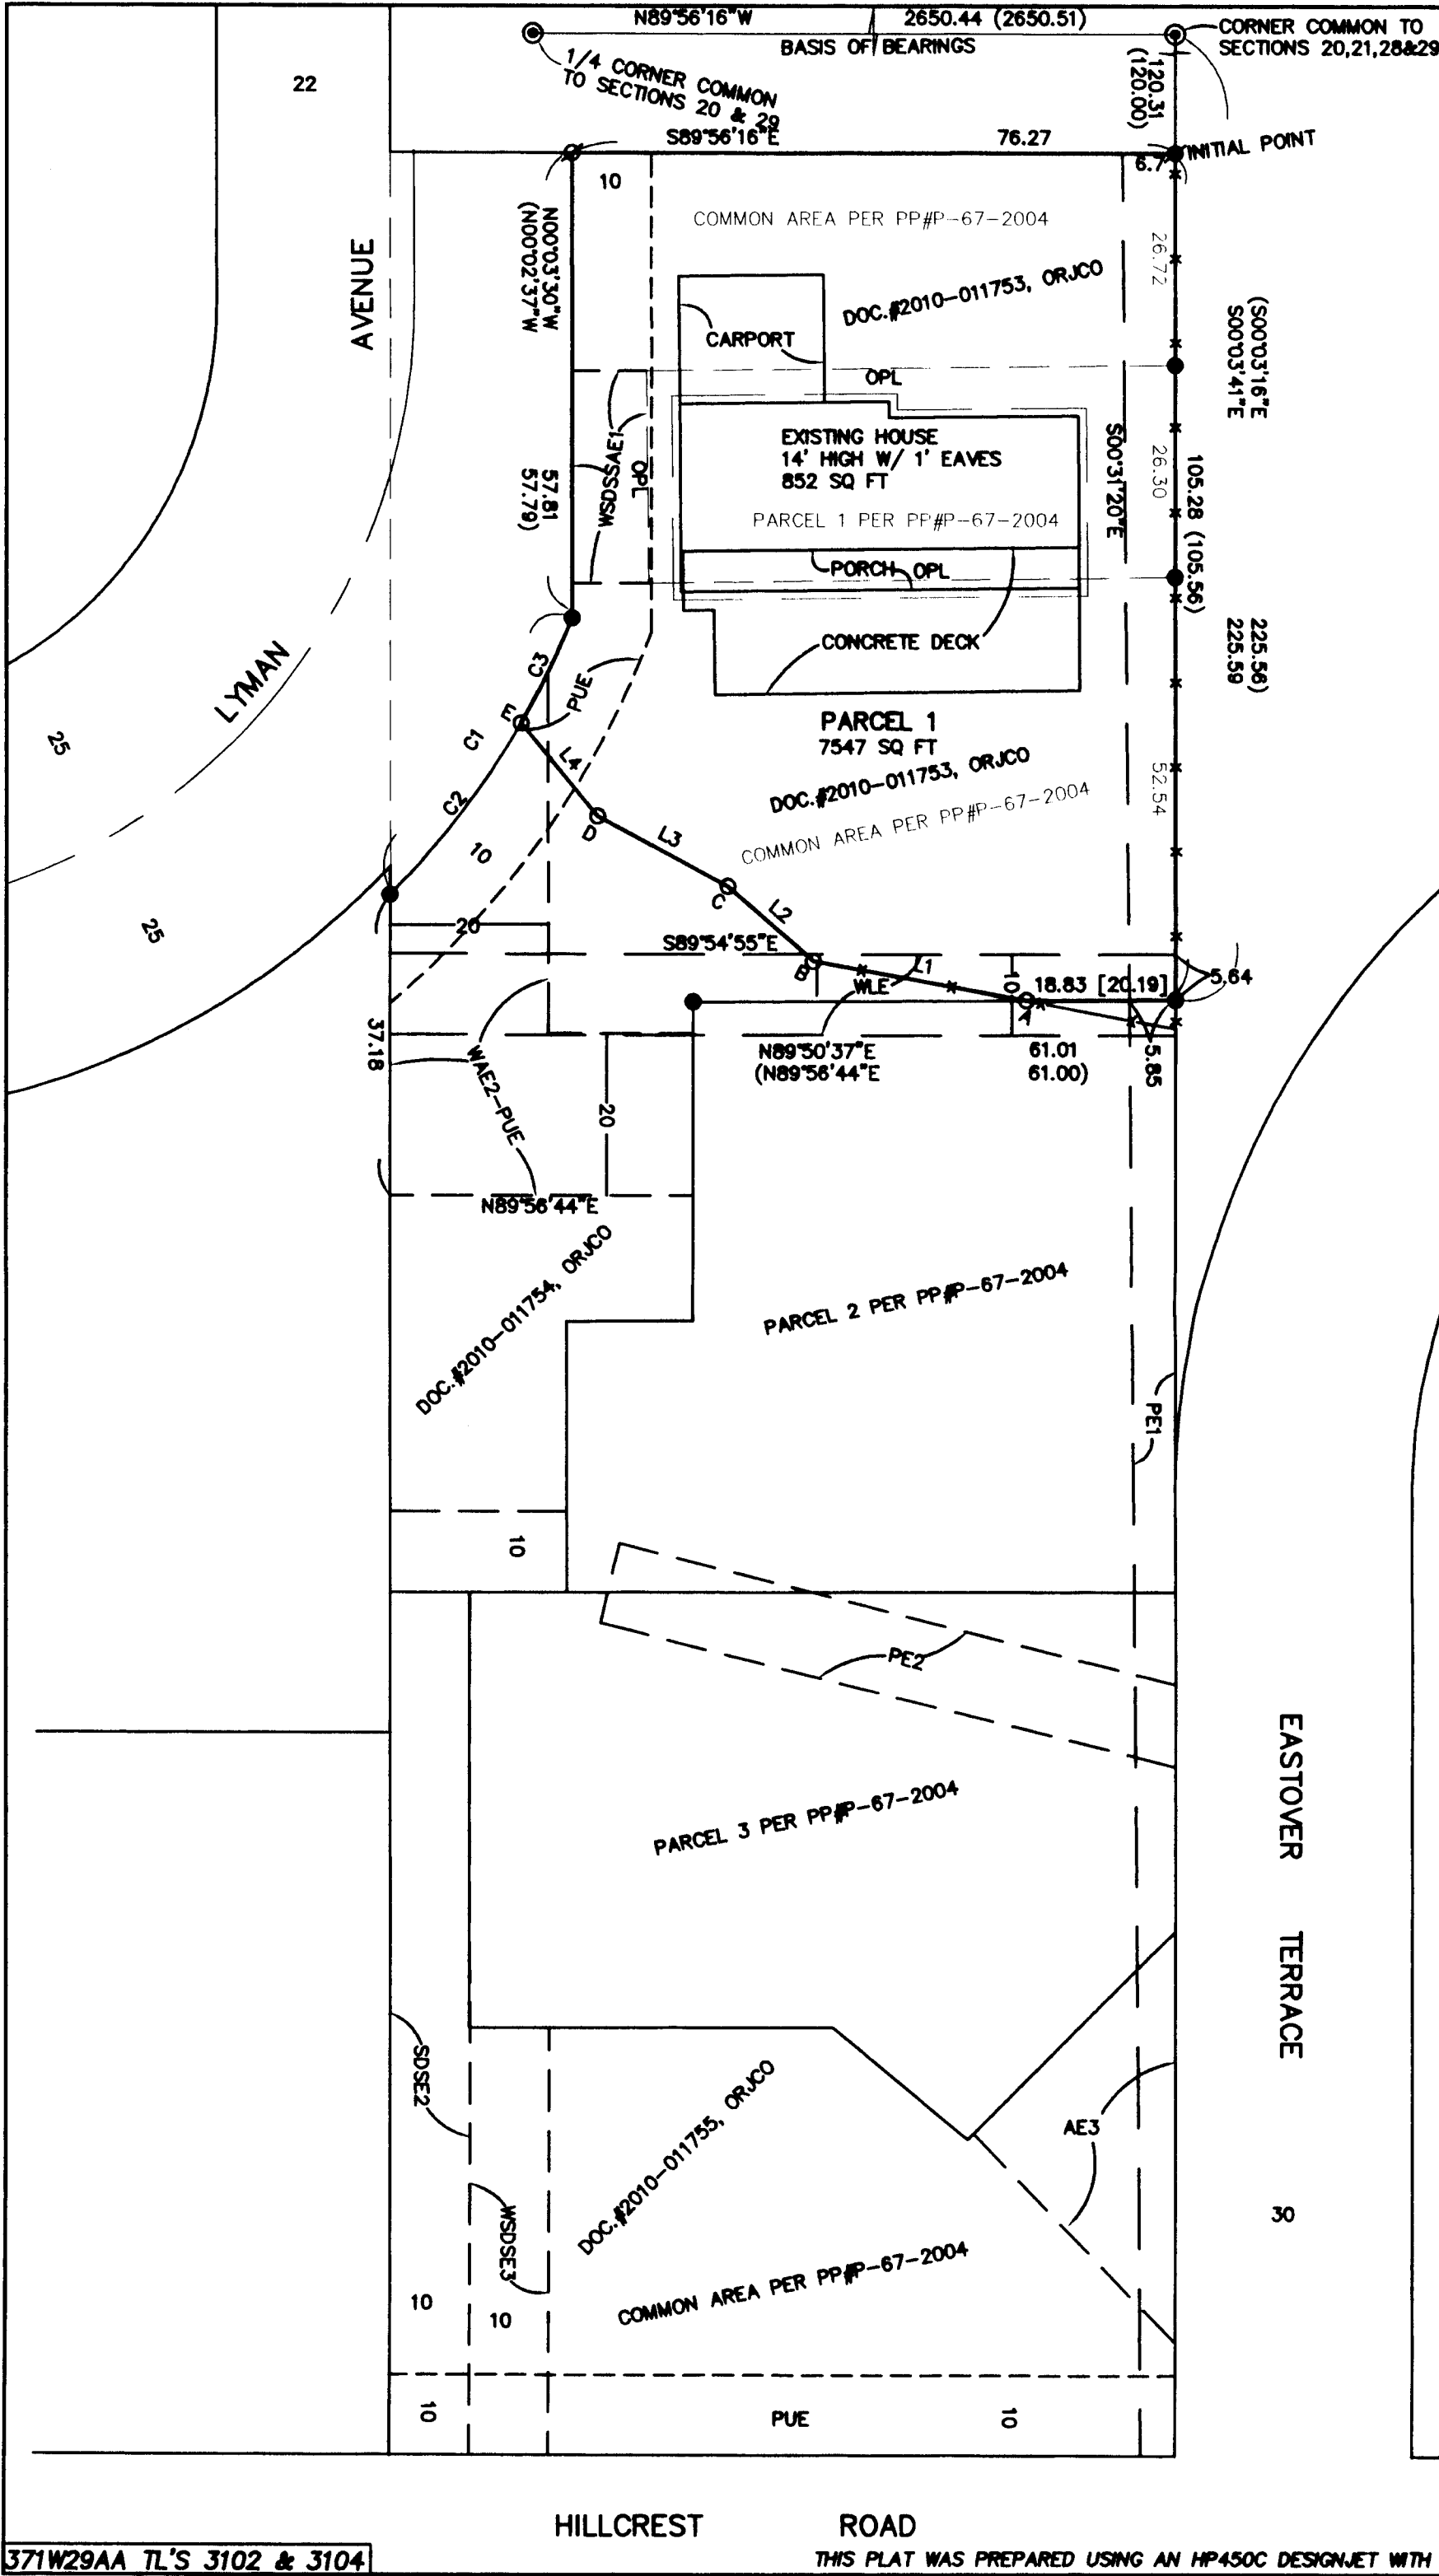 N89°56'16"W 2650.44 (2650.51)
BASIS OF BEARINGS
CORNER COMMON TO
SECTIONS 20,21,28&29
1/4 CORNER COMMON
TO SECTIONS 20 & 29
22
120.31
(120.00)
S89°56'16"E 76.27
INITIAL POINT
6.7
10
COMMON AREA PER PP#P-67-2004
26.72
AVENUE
N00°03'30"W
(N00°02'37"W
DOC.#2010-011753, ORJCO
(S00°03'16"E
S00°03'41"E
CARPORT
OPL
EXISTING HOUSE
14' HIGH W/ 1' EAVES
852 SQ FT
PARCEL 1 PER PP#P-67-2004
WSDSSAE1
OPL
57.81
57.79)
S00°31'20"E
26.30
105.28 (105.56)
PORCH OPL
CONCRETE DECK
225.56)
225.59
LYMAN
C3
PUE
E
C1
L4
C2
D
L3
PARCEL 1
7547 SQ FT
DOC.#2010-011753, ORJCO
COMMON AREA PER PP#P-67-2004
52.54
25
25
10
C
L2
20
S89°54'55"E
B
L1
WLE
10
18.83 [20.19]
5.64
A
37.18
WAE2-PUE
N89°50'37"E 61.01
(N89°56'44"E 61.00)
5.85
20
N89°56'44"E
DOC.#2010-011754, ORJCO
PARCEL 2 PER PP#P-67-2004
PE1
10
PE2
PARCEL 3 PER PP#P-67-2004
EASTOVER TERRACE
SDSE2
DOC.#2010-011755, ORJCO
AE3
WSDSE3
30
COMMON AREA PER PP#P-67-2004
10
10
10
PUE
10
HILLCREST ROAD
371W29AA TL'S 3102 & 3104
THIS PLAT WAS PREPARED USING AN HP450C DESIGNJET WITH